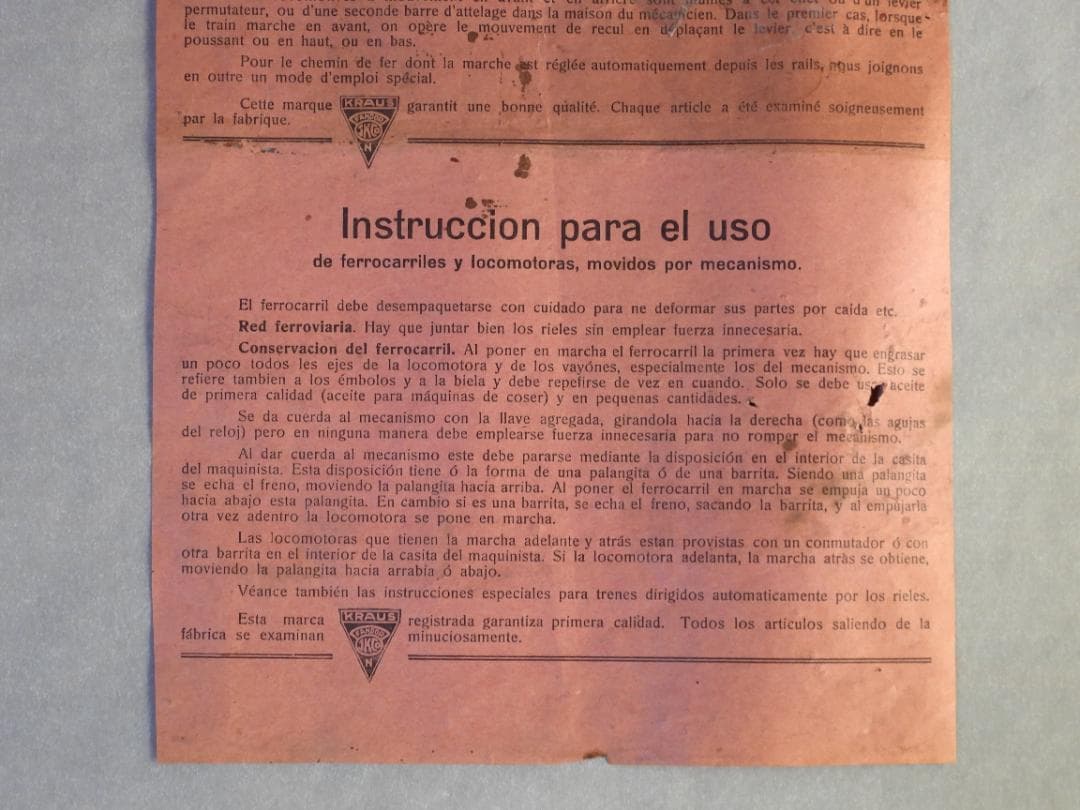 permutateur, ou d'une seconde barre d'attelage dans la maison du mécanicien. Dans le premier cas, lorsque
le train marche en avant, on opère le mouvement de recul en déplaçant le levier, c'est à dire en le
poussant ou en haut, ou en bas.
Pour le chemin de fer dont la marche est réglée automatiquement depuis les rails, nous joignons
en outre un mode d'emploi spécial.
Cette marque KRAUS garantit une bonne qualité. Chaque article a été examiné soigneusement
par la fabrique. FANDOR
JKCo
N
Instruccion para el uso
de ferrocarriles y locomotoras, movidos por mecanismo.
El ferrocarril debe desempaquetarse con cuidado para ne deformar sus partes por caida etc.
Red ferroviaria. Hay que juntar bien los rieles sin emplear fuerza innecesaria.
Conservacion del ferrocarril. Al poner en marcha el ferrocarril la primera vez hay que engrasar
un poco todos les ejes de la locomotora y de los vayónes, especialmente los del mecanismo. Esto se
refiere tambien a los émbolos y a la biela y debe repefirse de vez en cuando. Solo se debe usar aceite
de primera calidad (aceite para máquinas de coser) y en pequenas cantidades.
Se da cuerda al mecanismo con la llave agregada, girandola hacia la derecha (como las agujas
del reloj) pero en ninguna manera debe emplearse fuerza innecesaria para no romper el mecanismo.
Al dar cuerda al mecanismo este debe pararse mediante la disposición en el interior de la casita
del maquinista. Esta disposición tiene ó la forma de una palangita ó de una barrita. Siendo una palangita
se echa el freno, moviendo la palangita hacia arriba. Al poner el ferrocarril en marcha se empuja un poco
hacia abajo esta palangita. En cambio si es una barrita, se echa el freno, sacando la barrita, y al empujarla
otra vez adentro la locomotora se pone en marcha.
Las locomotoras que tienen la marcha adelante y atrás estan provistas con un conmutador ó con
otra barrita en el interior de la casita del maquinista. Si la locomotora adelanta, la marcha atràs se obtiene,
moviendo la palangita hacia arrabia ó abajo.
Véance también las instrucciones especiales para trenes dirigidos automaticamente por los rieles.
Esta marca KRAUS registrada garantiza primera calidad. Todos los articulos saliendo de la
fábrica se examinan FANDOR minuciosamente.
JKCo
N